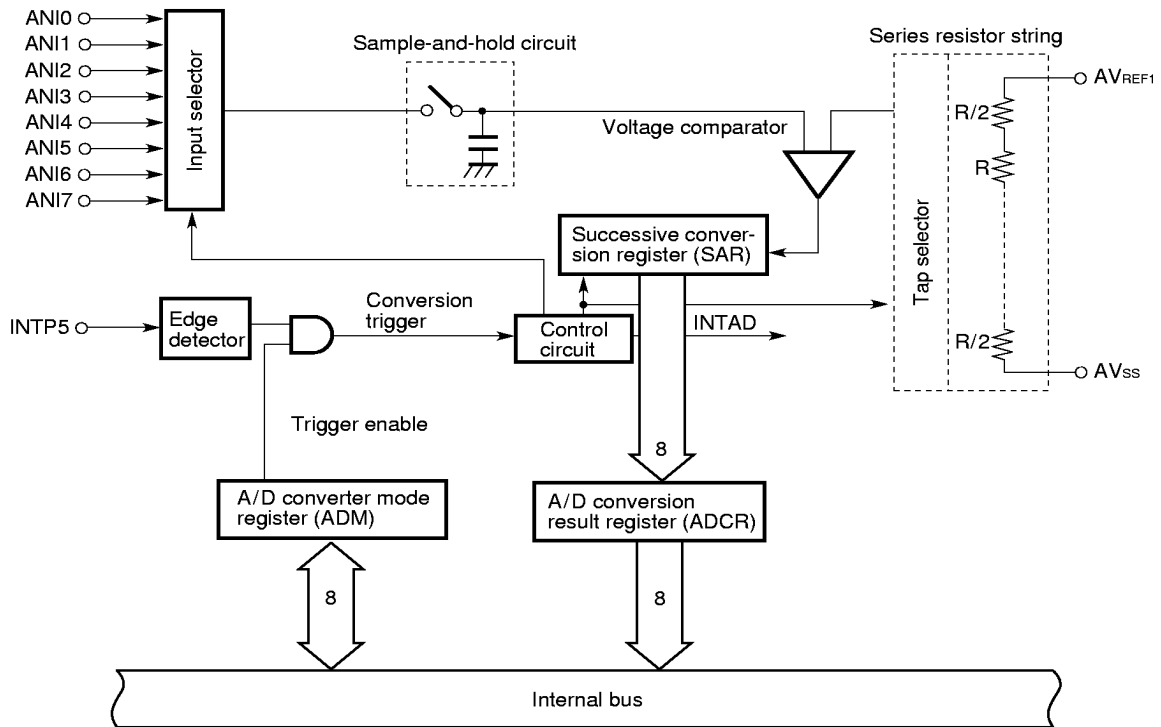 ANI0
ANI1
ANI2
ANI3
ANI4
ANI5
ANI6
ANI7
Input selector
Sample-and-hold circuit
Voltage comparator
Series resistor string
AVREF1
R/2
R
R/2
AVSS
Tap selector
Successive conver-
sion register (SAR)
INTP5
Edge
detector
Conversion
trigger
Control
circuit
INTAD
Trigger enable
8
A/D converter mode
register (ADM)
A/D conversion
result register (ADCR)
8
8
Internal bus